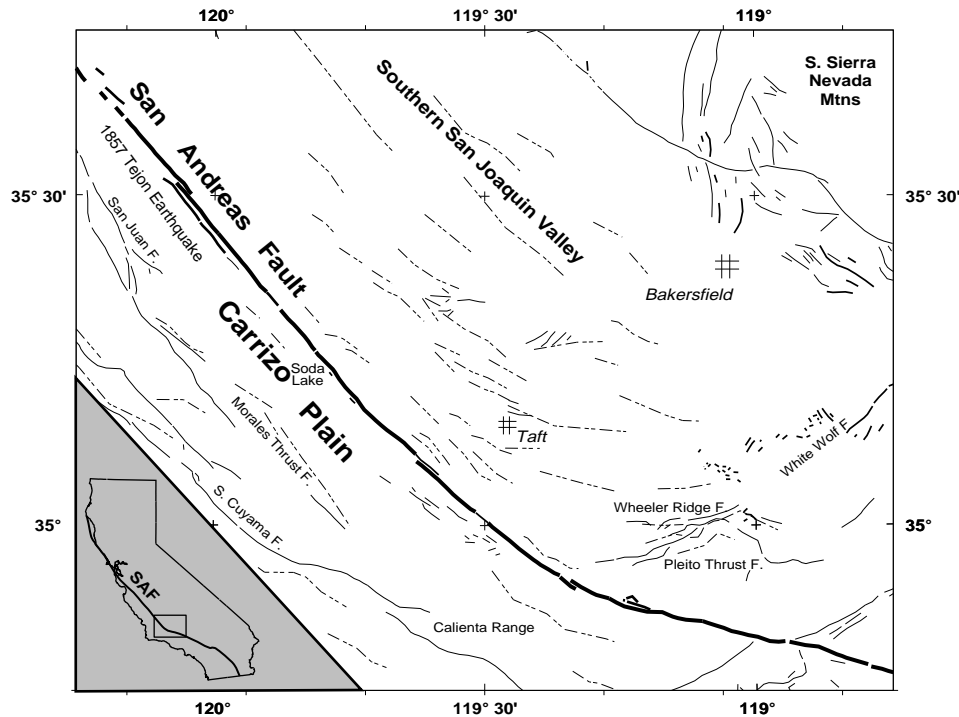 120°
119° 30'
119°
S. Sierra
Nevada
Mtns
Southern San Joaquin Valley
San Andreas Fault
1857 Tejon Earthquake
35° 30'
35° 30'
San Juan F.
Bakersfield
Carrizo Plain
Soda
Lake
Morales Thrust F.
Taft
White Wolf F.
S. Cuyama F.
Wheeler Ridge F.
35°
35°
Pleito Thrust F.
SAF
Calienta Range
120°
119° 30'
119°